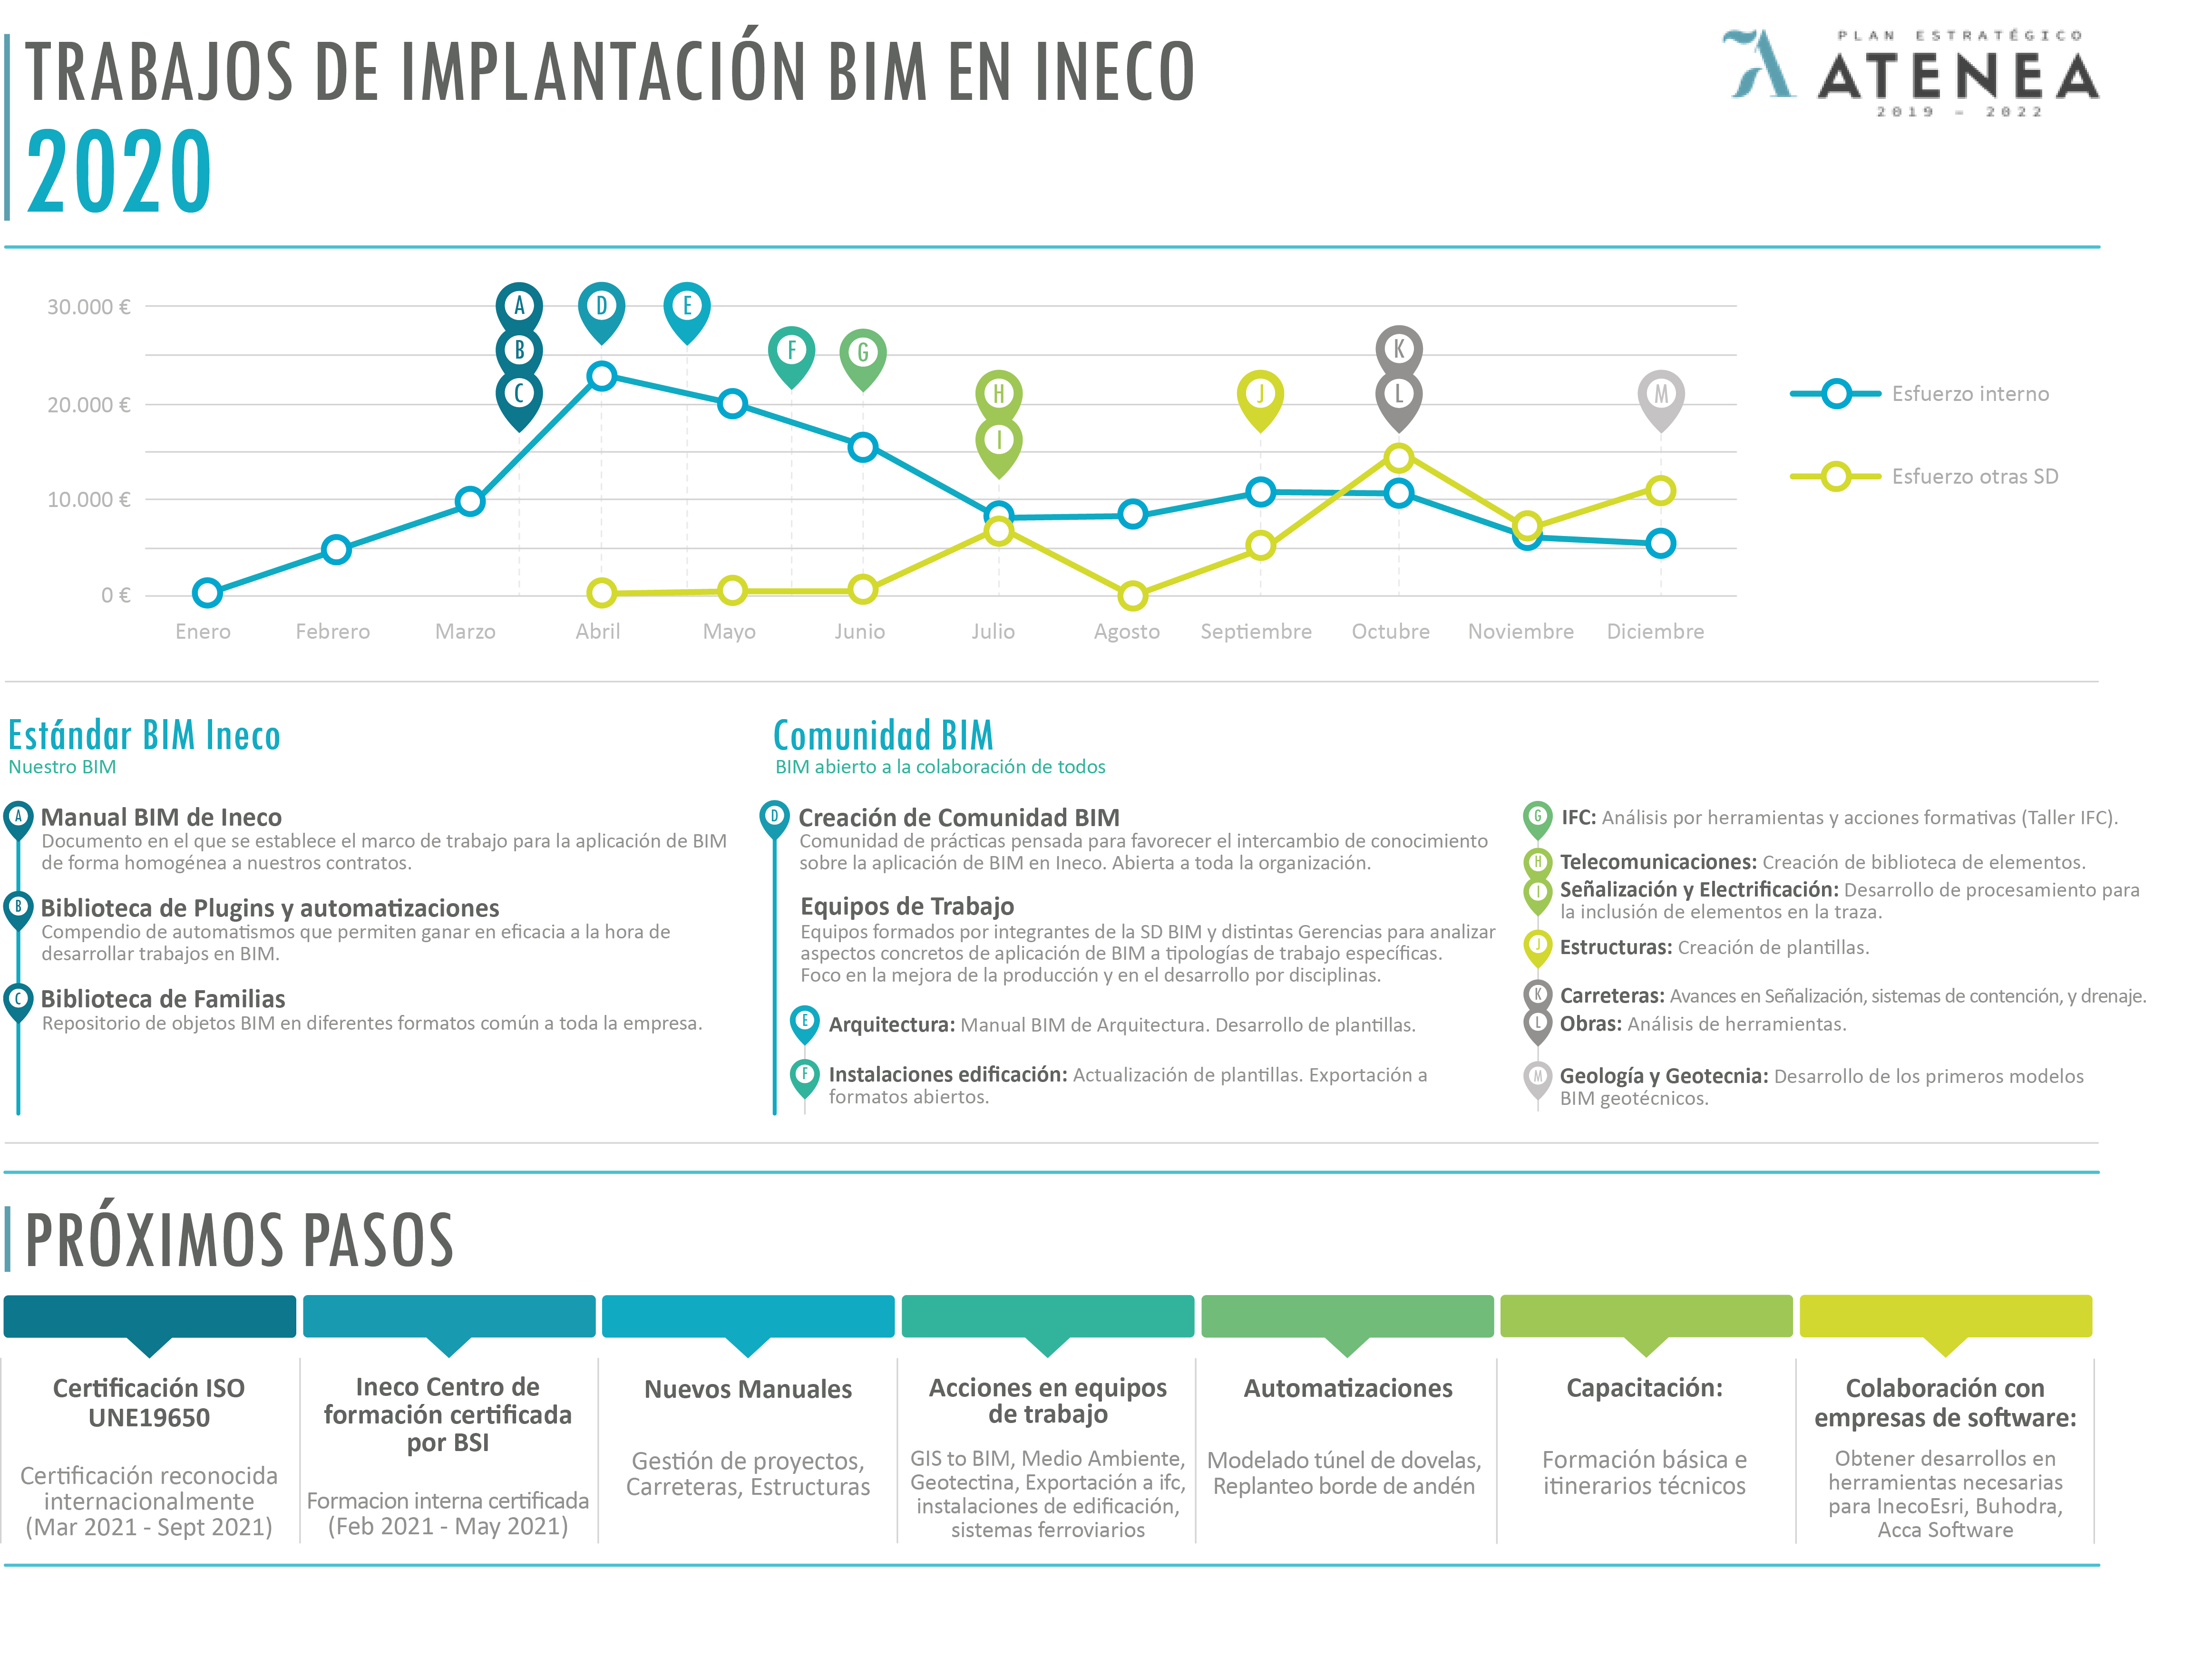 TRABAJOS DE IMPLANTACIÓN BIM EN INECO
2020
PLAN ESTRATÉGICO
ATENEA
2019 - 2022
30.000 €
20.000 €
10.000 €
0 €
A
B
C
D
E
F
G
H
I
J
K
L
M
Esfuerzo interno
Esfuerzo otras SD
Enero Febrero Marzo Abril Mayo Junio Julio Agosto Septiembre Octubre Noviembre Diciembre
Estándar BIM Ineco
Nuestro BIM
A Manual BIM de Ineco
Documento en el que se establece el marco de trabajo para la aplicación de BIM
de forma homogénea a nuestros contratos.
B Biblioteca de Plugins y automatizaciones
Compendio de automatismos que permiten ganar en eficacia a la hora de
desarrollar trabajos en BIM.
C Biblioteca de Familias
Repositorio de objetos BIM en diferentes formatos común a toda la empresa.
Comunidad BIM
BIM abierto a la colaboración de todos
D Creación de Comunidad BIM
Comunidad de prácticas pensada para favorecer el intercambio de conocimiento
sobre la aplicación de BIM en Ineco. Abierta a toda la organización.
Equipos de Trabajo
Equipos formados por integrantes de la SD BIM y distintas Gerencias para analizar
aspectos concretos de aplicación de BIM a tipologías de trabajo específicas.
Foco en la mejora de la producción y en el desarrollo por disciplinas.
E Arquitectura: Manual BIM de Arquitectura. Desarrollo de plantillas.
F Instalaciones edificación: Actualización de plantillas. Exportación a
formatos abiertos.
G IFC: Análisis por herramientas y acciones formativas (Taller IFC).
H Telecomunicaciones: Creación de biblioteca de elementos.
I Señalización y Electrificación: Desarrollo de procesamiento para
la inclusión de elementos en la traza.
J Estructuras: Creación de plantillas.
K Carreteras: Avances en Señalización, sistemas de contención, y drenaje.
L Obras: Análisis de herramientas.
M Geología y Geotecnia: Desarrollo de los primeros modelos
BIM geotécnicos.
PRÓXIMOS PASOS
Certificación ISO
UNE19650
Certificación reconocida
internacionalmente
(Mar 2021 - Sept 2021)
Ineco Centro de
formación certificada
por BSI
Formacion interna certificada
(Feb 2021 - May 2021)
Nuevos Manuales
Gestión de proyectos,
Carreteras, Estructuras
Acciones en equipos
de trabajo
GIS to BIM, Medio Ambiente,
Geotectina, Exportación a ifc,
instalaciones de edificación,
sistemas ferroviarios
Automatizaciones
Modelado túnel de dovelas,
Replanteo borde de andén
Capacitación:
Formación básica e
itinerarios técnicos
Colaboración con
empresas de software:
Obtener desarrollos en
herramientas necesarias
para InecoEsri, Buhodra,
Acca Software